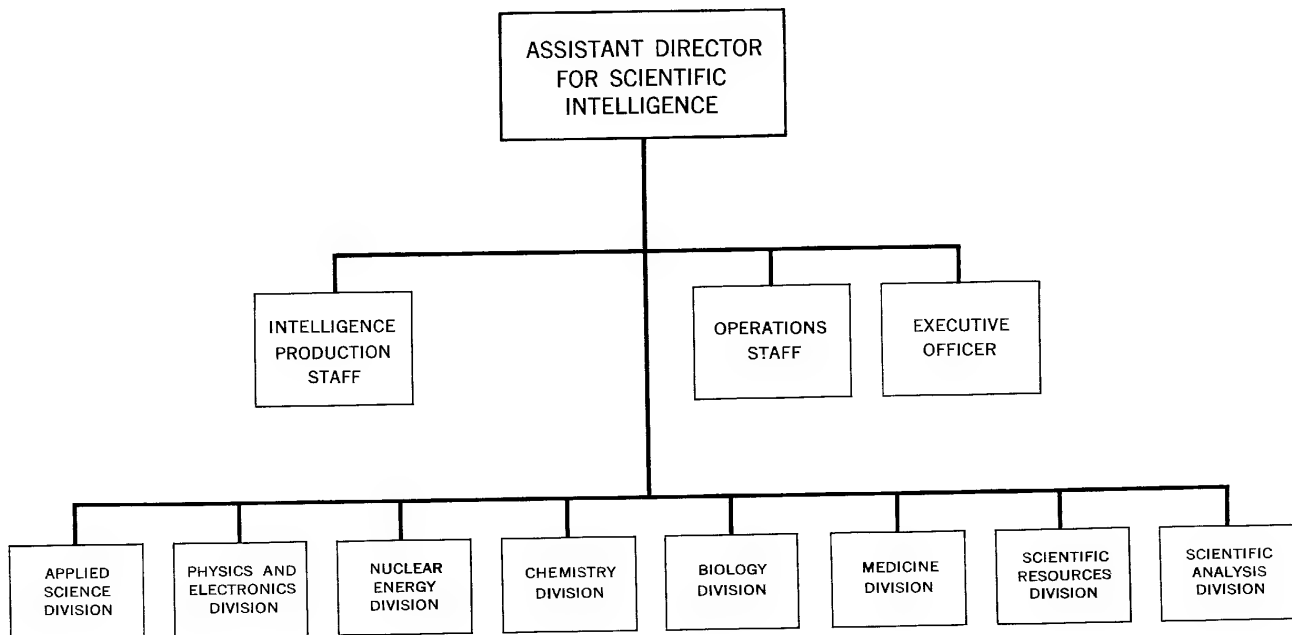 ASSISTANT DIRECTOR
FOR SCIENTIFIC
INTELLIGENCE
INTELLIGENCE
PRODUCTION
STAFF
OPERATIONS
STAFF
EXECUTIVE
OFFICER
APPLIED
SCIENCE
DIVISION
PHYSICS AND
ELECTRONICS
DIVISION
NUCLEAR
ENERGY
DIVISION
CHEMISTRY
DIVISION
BIOLOGY
DIVISION
MEDICINE
DIVISION
SCIENTIFIC
RESOURCES
DIVISION
SCIENTIFIC
ANALYSIS
DIVISION